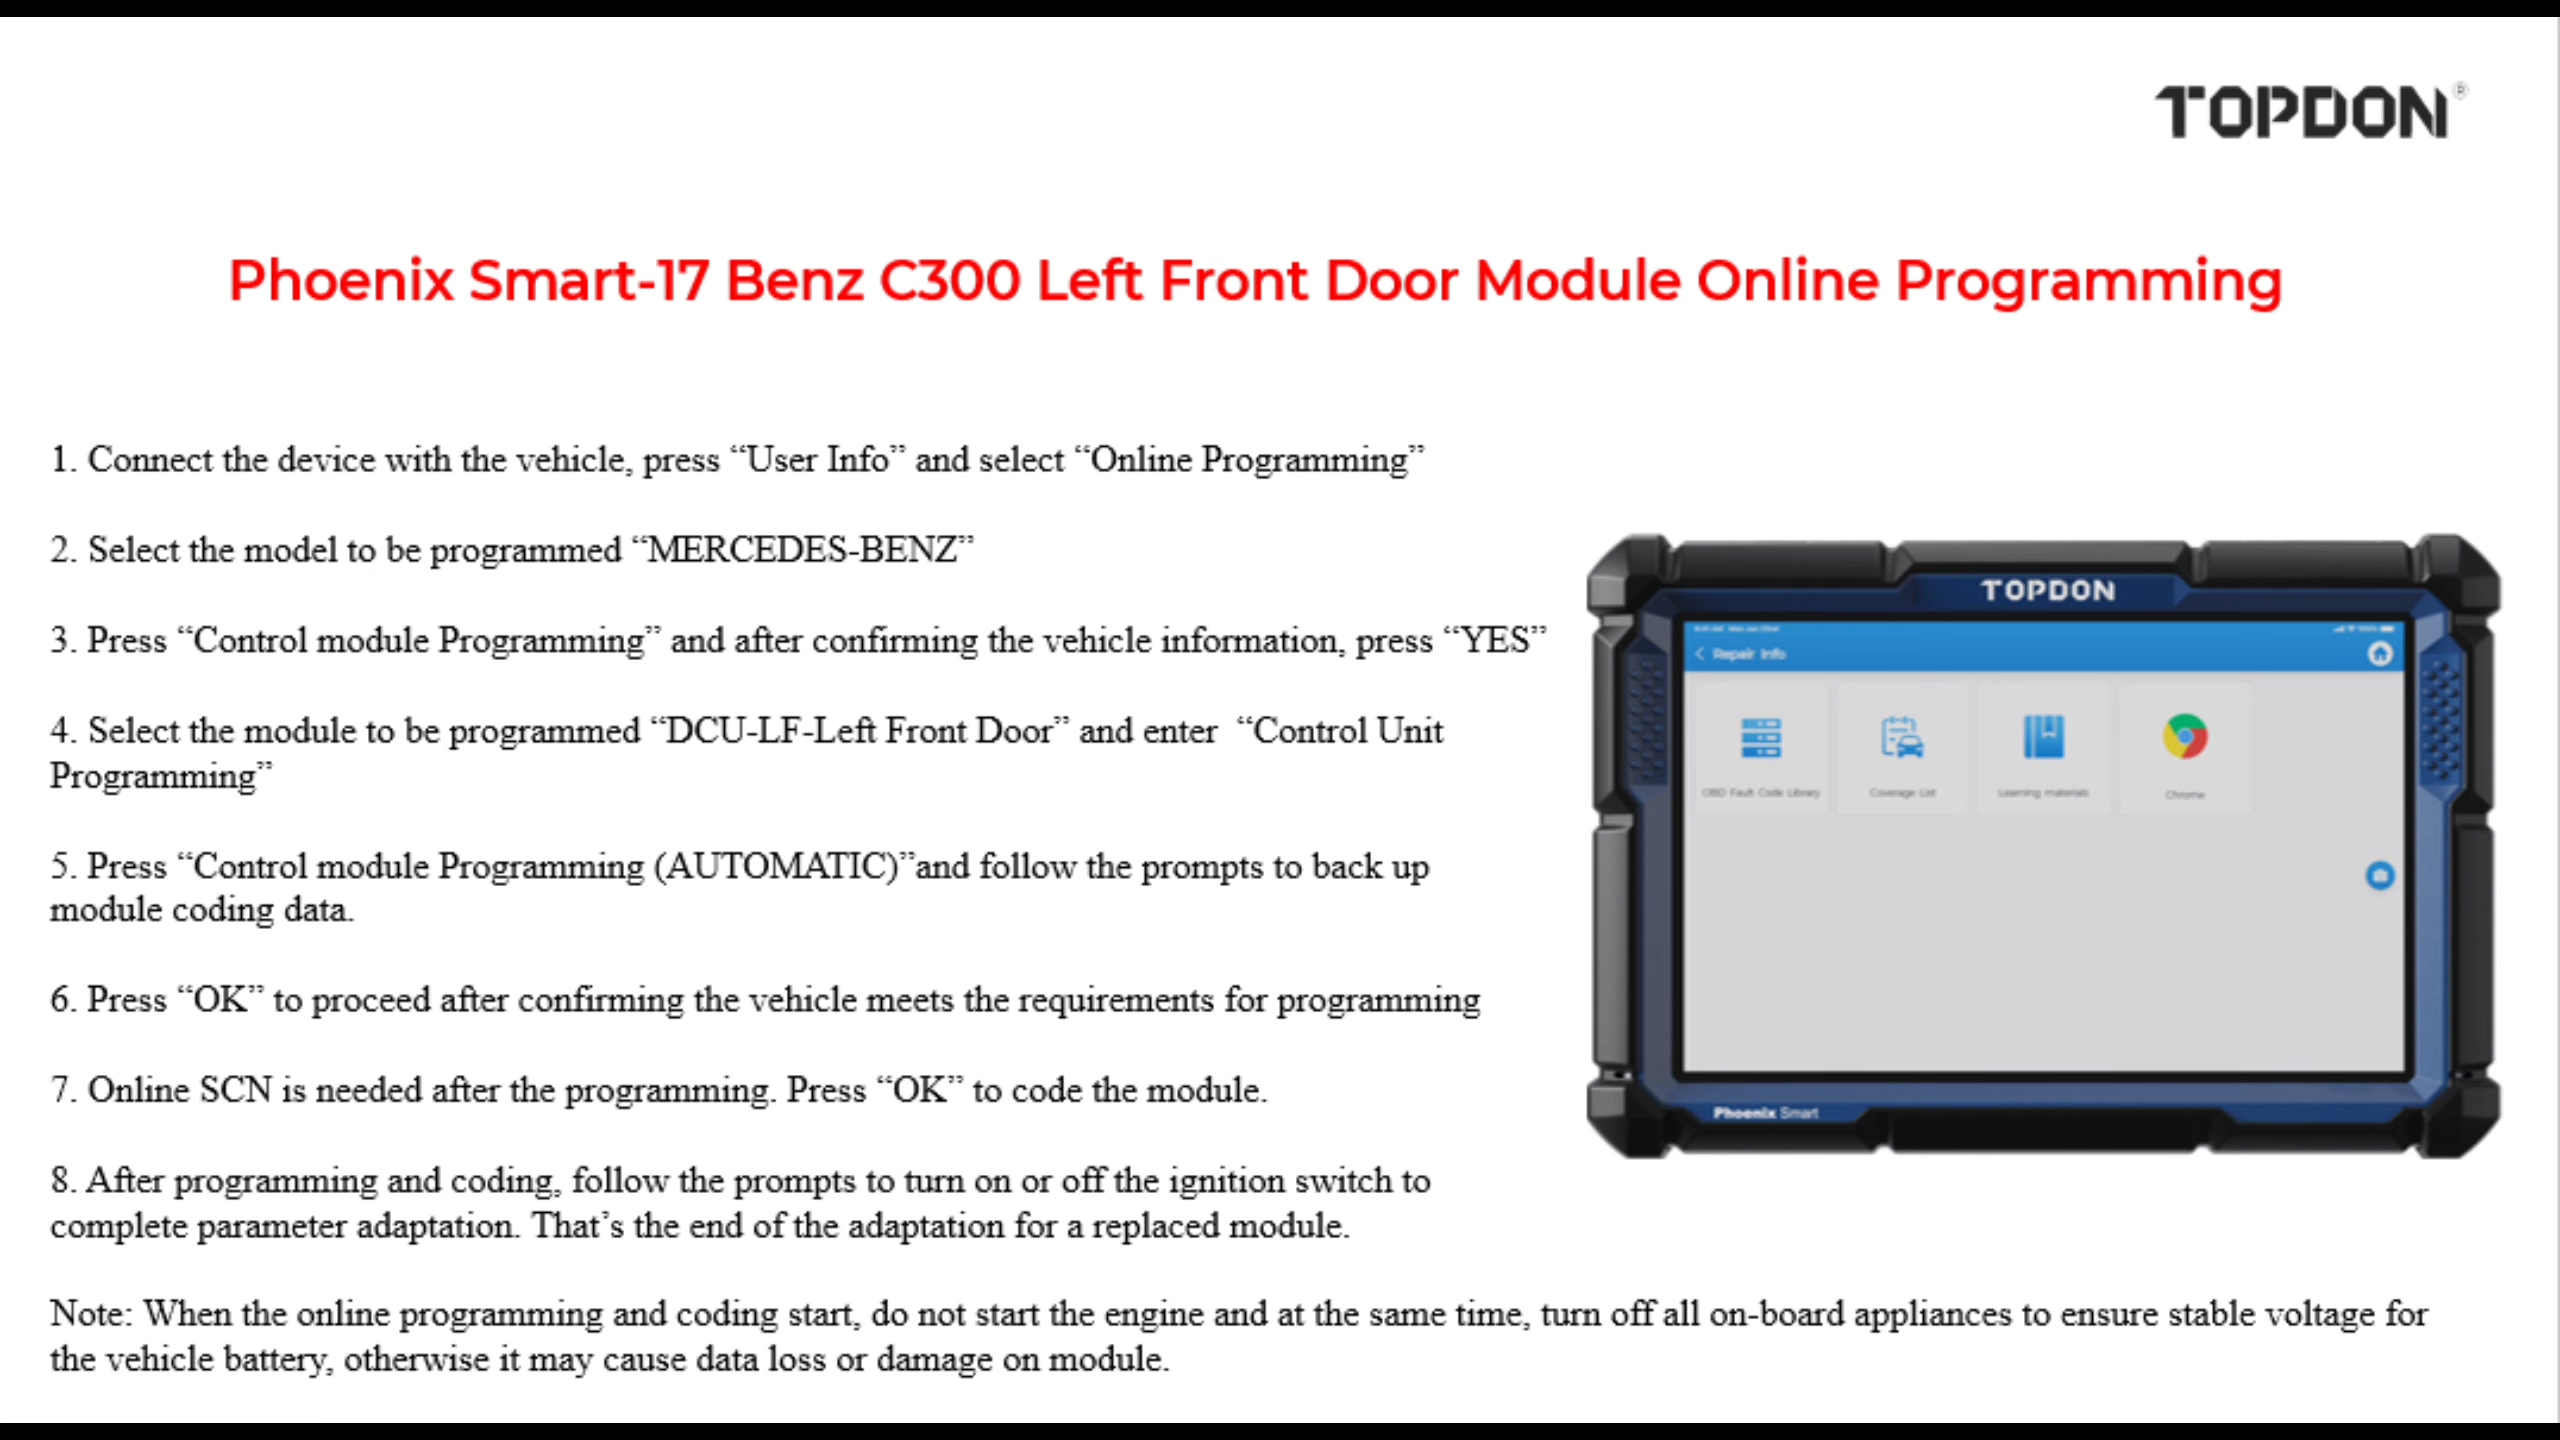 TOPDON®
Phoenix Smart-17 Benz C300 Left Front Door Module Online Programming
1. Connect the device with the vehicle, press “User Info” and select “Online Programming”
2. Select the model to be programmed “MERCEDES-BENZ”
3. Press “Control module Programming” and after confirming the vehicle information, press “YES”
4. Select the module to be programmed “DCU-LF-Left Front Door” and enter  “Control Unit
Programming”
5. Press “Control module Programming (AUTOMATIC)”and follow the prompts to back up
module coding data.
6. Press “OK” to proceed after confirming the vehicle meets the requirements for programming
7. Online SCN is needed after the programming. Press “OK” to code the module.
8. After programming and coding, follow the prompts to turn on or off the ignition switch to
complete parameter adaptation. That’s the end of the adaptation for a replaced module.
Note: When the online programming and coding start, do not start the engine and at the same time, turn off all on-board appliances to ensure stable voltage for
the vehicle battery, otherwise it may cause data loss or damage on module.
TOPDON
Repair Info
OBD Fault Code Library
Coverage List
Learning materials
Chrome
Phoenix Smart